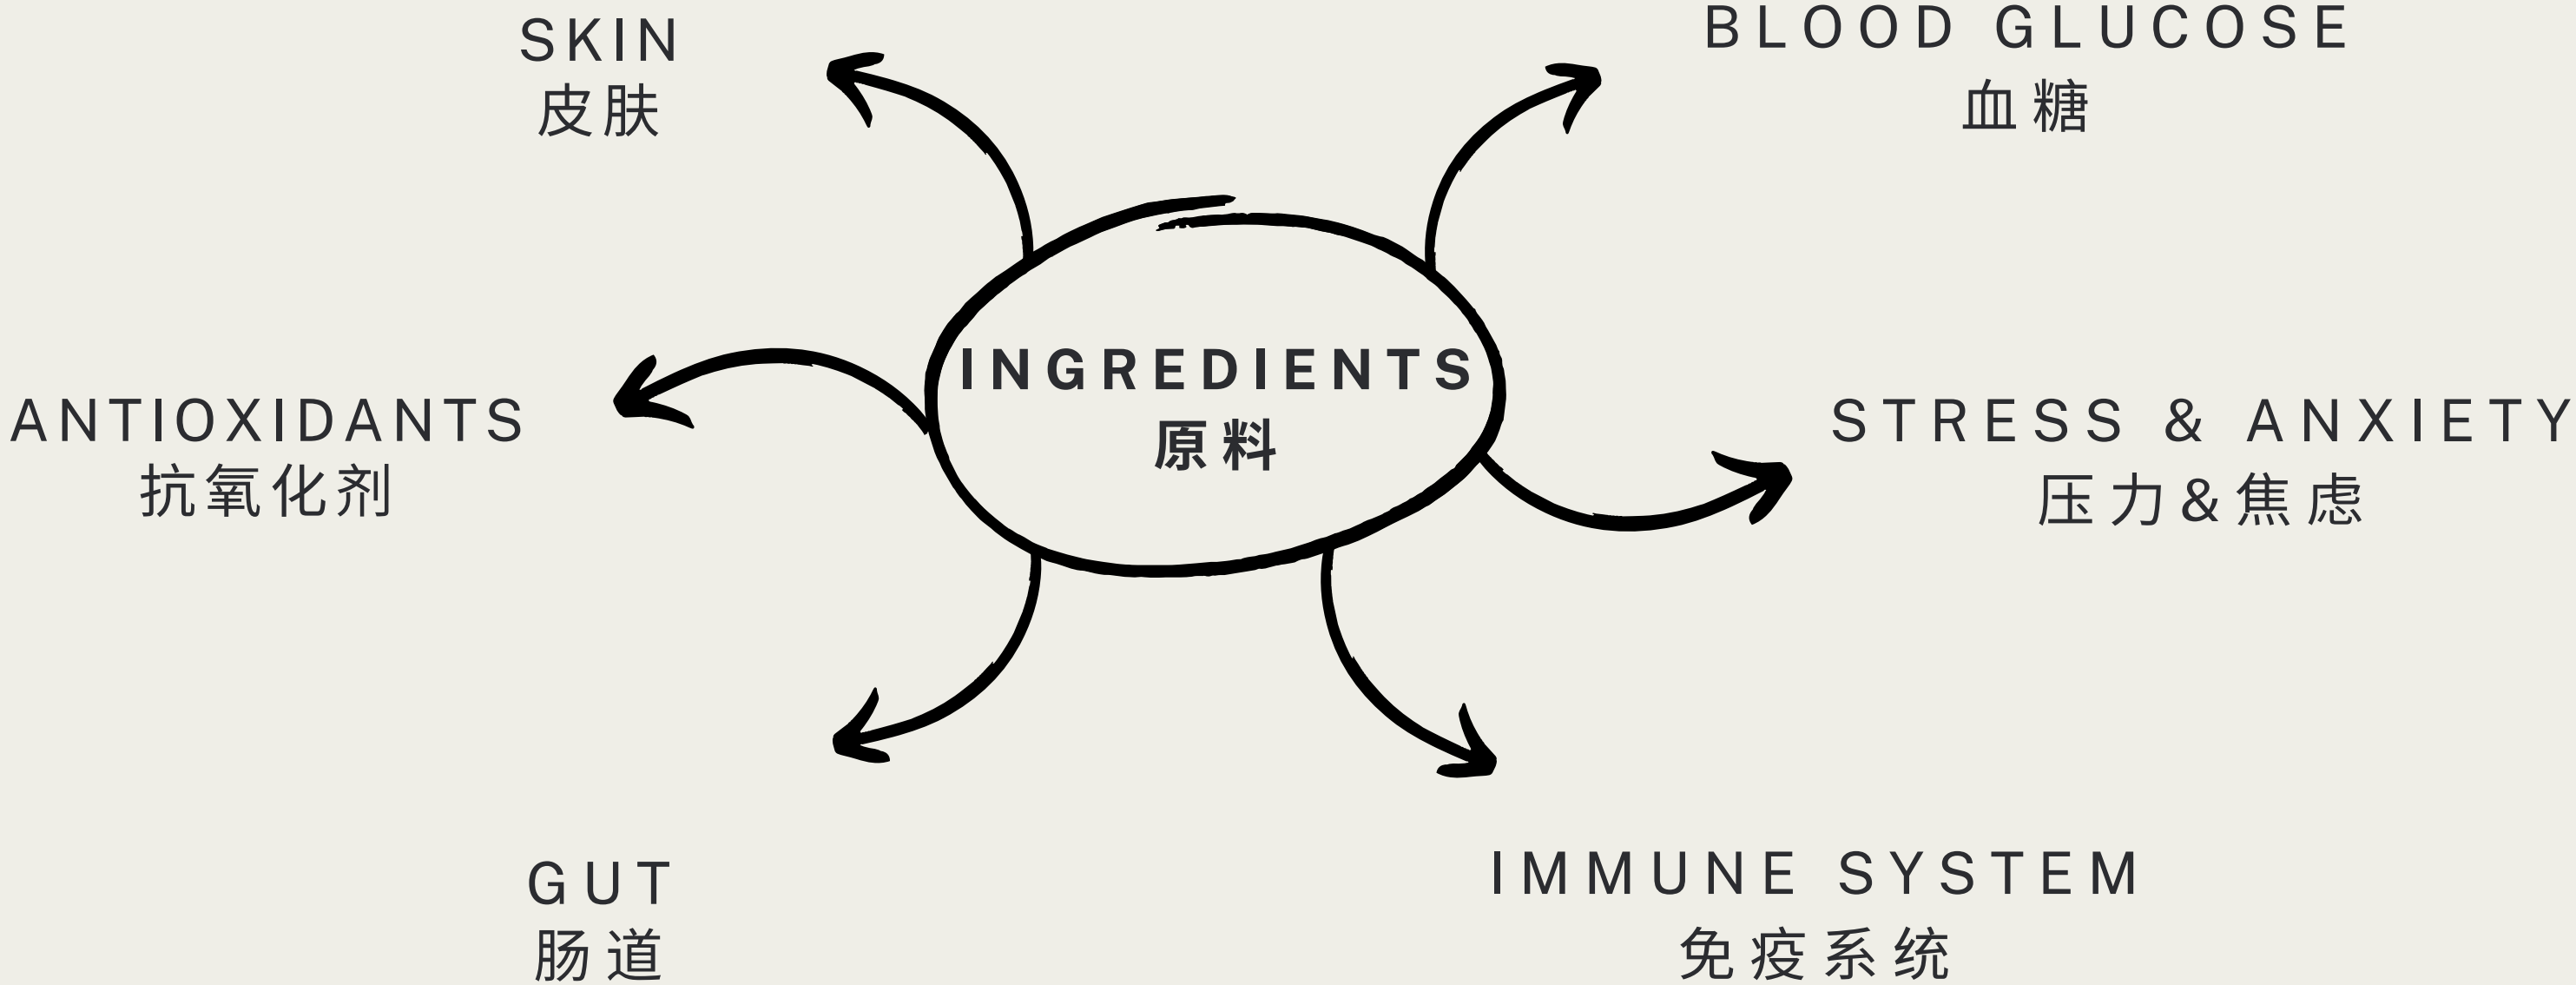 SKIN
皮肤
BLOOD GLUCOSE
血糖
INGREDIENTS
原料
ANTIOXIDANTS
抗氧化剂
STRESS & ANXIETY
压力&焦虑
GUT
肠道
IMMUNE SYSTEM
免疫系统